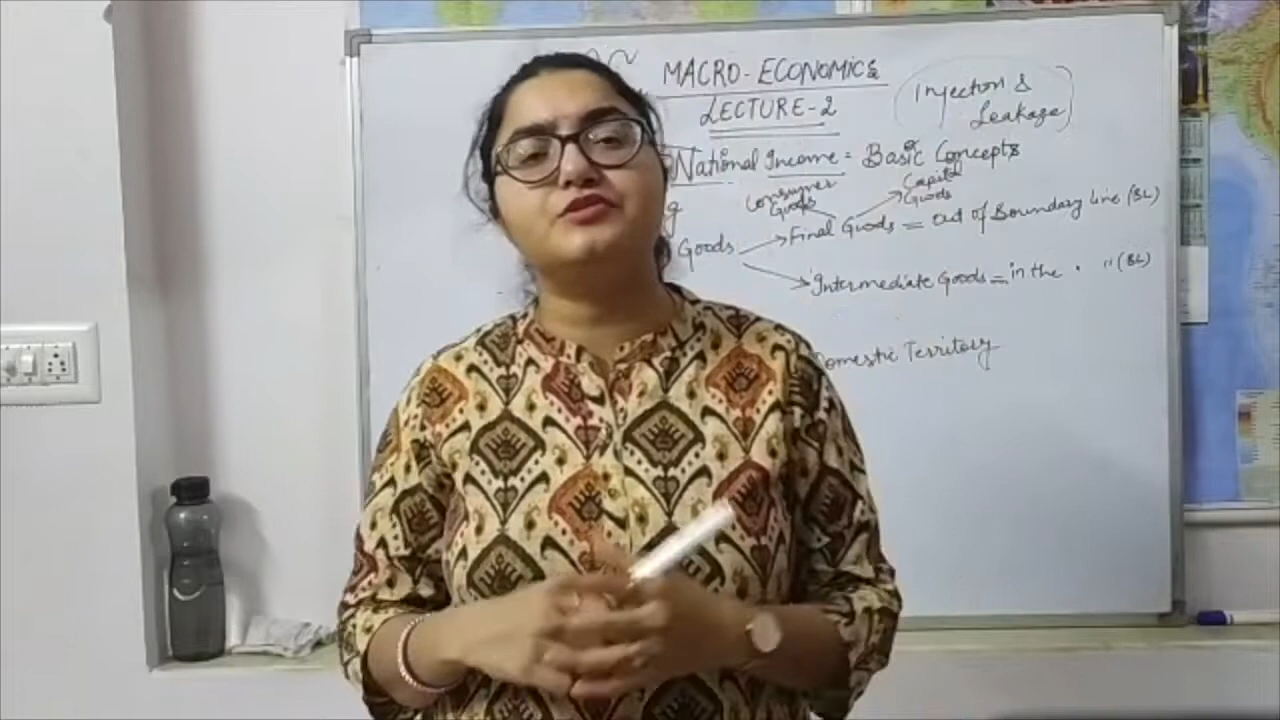 MACRO-ECONOMICS
LECTURE-2
Injection &
Leakage
National Income = Basic Concepts
Consumer
Goods
Capital
Goods
Goods
Final Goods = Out of Boundary Line (BL)
Intermediate Goods = in the " (BL)
Domestic Territory